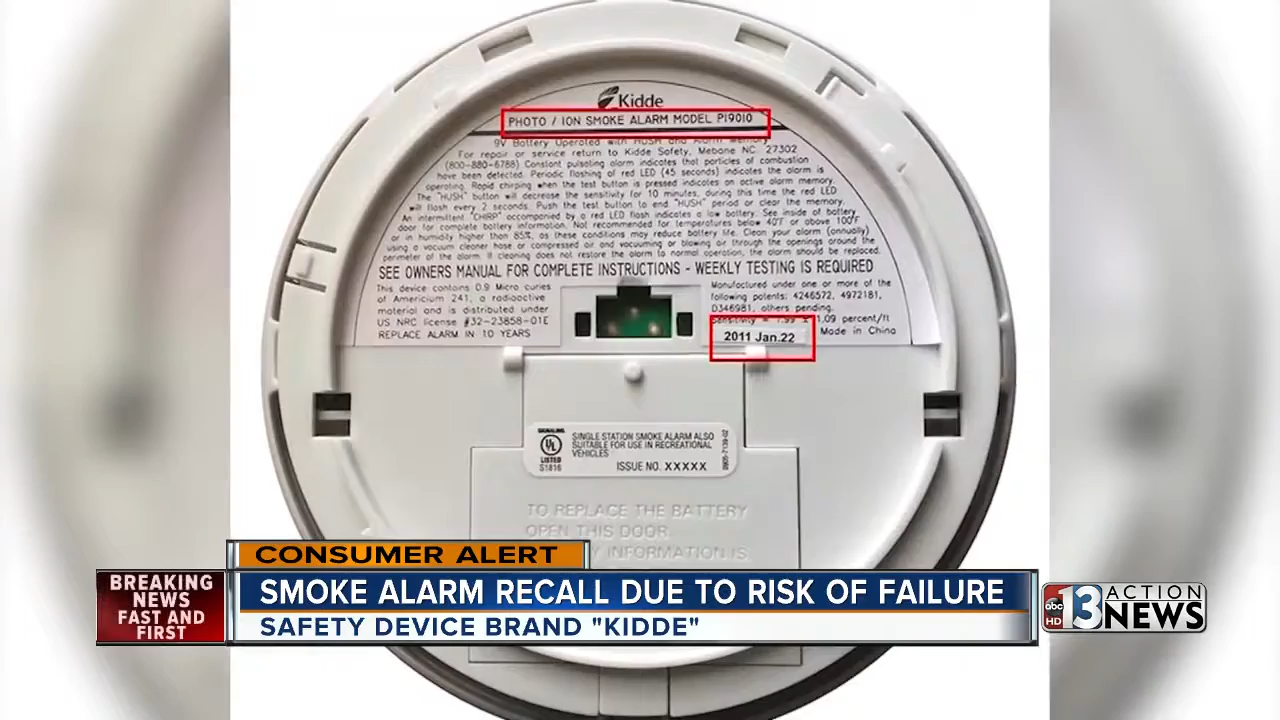 Kidde
PHOTO / ION SMOKE ALARM MODEL PI9010
9V Battery Operated with HUSH and Alarm Memory
For repair or service return to Kidde Safety, Mebane NC. 27302
(800-880-6788) Constant pulsating alarm indicates that particles of combustion
have been detected. Periodic flashing of red LED (45 seconds) indicates the alarm is
operating. Rapid chirping when the test button is pressed indicates an active alarm memory.
The "HUSH" button will decrease the sensitivity for 10 minutes, during this time the red LED
will flash every 2 seconds. Push the test button to end "HUSH" period or clear the memory.
An intermittent "CHIRP" accompanied by a red LED flash indicates a low battery. See inside of battery
door for complete battery information. Not recommended for temperatures below 40°F or above 100°F
or in humidity higher than 85%, as these conditions may reduce battery life. Clean your alarm (annually)
using a vacuum cleaner hose or compressed air and vacuuming or blowing air through the openings around the
perimeter of the alarm. If cleaning does not restore the alarm to normal operation, the alarm should be replaced.
SEE OWNERS MANUAL FOR COMPLETE INSTRUCTIONS - WEEKLY TESTING IS REQUIRED
This device contains 0.9 Micro curies
of Americium 241, a radioactive
material and is distributed under
US NRC license #32-23858-01E
REPLACE ALARM IN 10 YEARS
Manufactured under one or more of the
following patents: 4246572, 4972181,
D346981, others pending.
Sensitivity = 1.99 ± 1.09 percent/ft
2011 Jan.22 Made in China
SIGNALING
UL
LISTED
S1816
SINGLE STATION SMOKE ALARM ALSO
SUITABLE FOR USE IN RECREATIONAL
VEHICLES
ISSUE NO. XXXXX
0905-7139-02
TO REPLACE THE BATTERY
OPEN THIS DOOR
INFORMATION IS
CONSUMER ALERT
BREAKING
NEWS
FAST AND
FIRST
SMOKE ALARM RECALL DUE TO RISK OF FAILURE
SAFETY DEVICE BRAND "KIDDE"
abc
HD
13 ACTION
NEWS